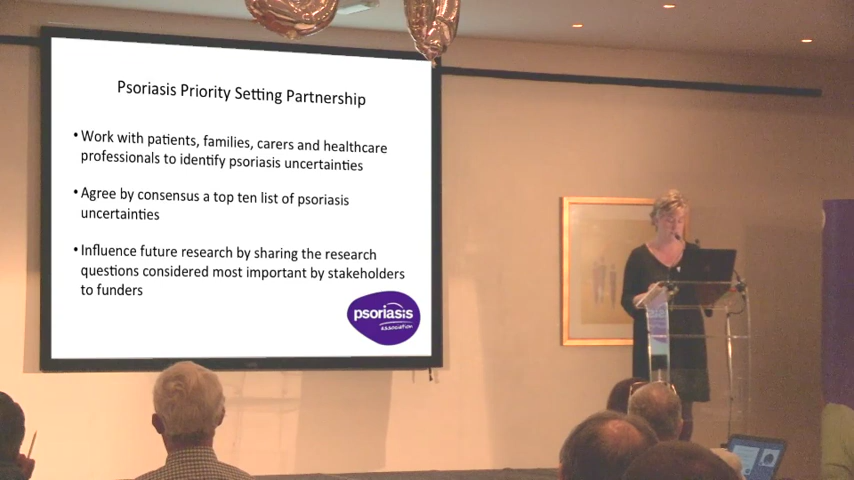 Psoriasis Priority Setting Partnership
• Work with patients, families, carers and healthcare
professionals to identify psoriasis uncertainties
• Agree by consensus a top ten list of psoriasis
uncertainties
• Influence future research by sharing the research
questions considered most important by stakeholders
to funders
psoriasis
association